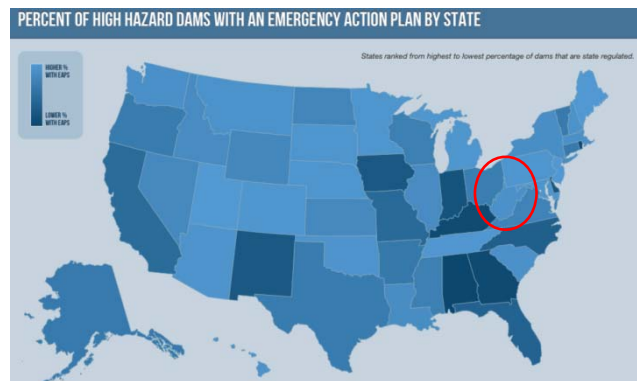 PERCENT OF HIGH HAZARD DAMS WITH AN EMERGENCY ACTION PLAN BY STATE
States ranked from highest to lowest percentage of dams that are state regulated.
HIGHER %
WITH EAPS
LOWER %
WITH EAPS